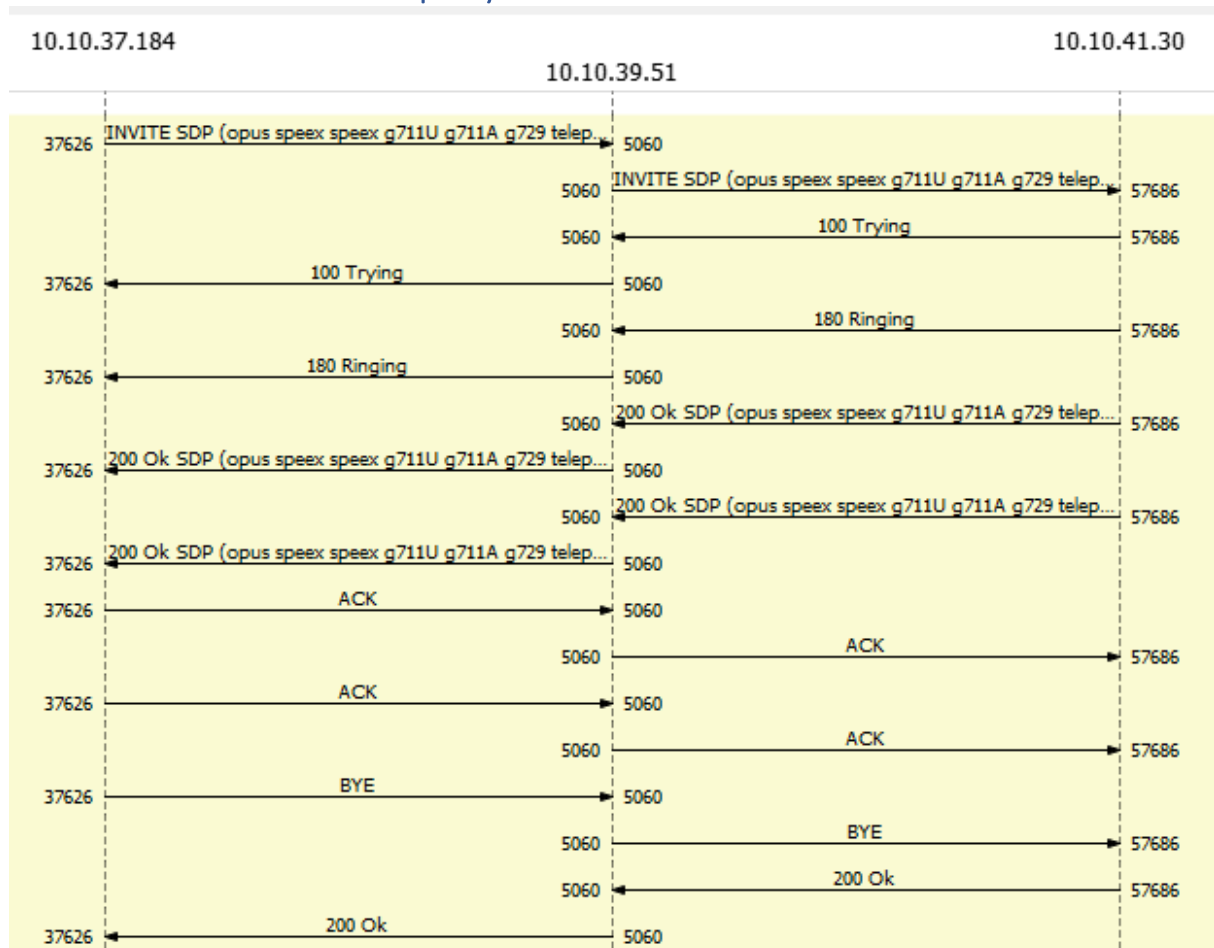 10.10.37.184 10.10.41.30
10.10.39.51
37626 INVITE SDP (opus speex speex g711U g711A g729 telep... 5060
5060 INVITE SDP (opus speex speex g711U g711A g729 telep... 57686
5060 100 Trying 57686
37626 100 Trying 5060
5060 180 Ringing 57686
37626 180 Ringing 5060
5060 200 Ok SDP (opus speex speex g711U g711A g729 telep... 57686
37626 200 Ok SDP (opus speex speex g711U g711A g729 telep... 5060
5060 200 Ok SDP (opus speex speex g711U g711A g729 telep... 57686
37626 200 Ok SDP (opus speex speex g711U g711A g729 telep... 5060
37626 ACK 5060
5060 ACK 57686
37626 ACK 5060
5060 ACK 57686
37626 BYE 5060
5060 BYE 57686
5060 200 Ok 57686
37626 200 Ok 5060